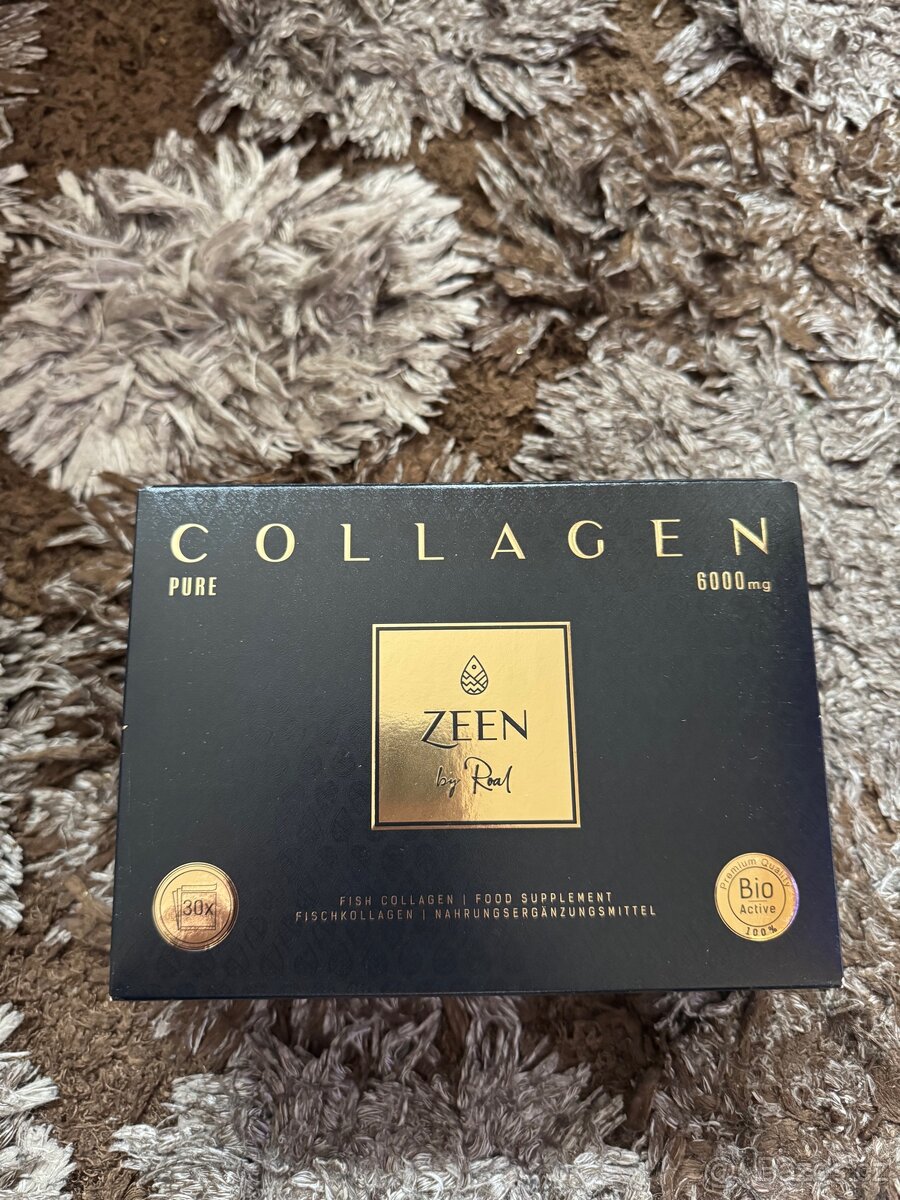 COLLAGEN
PURE
6000mg
ZEEN
by Roal
30x
FISH COLLAGEN | FOOD SUPPLEMENT
FISCHKOLLAGEN | NAHRUNGSERGÄNZUNGSMITTEL
Premium Quality
Bio
Active
100%